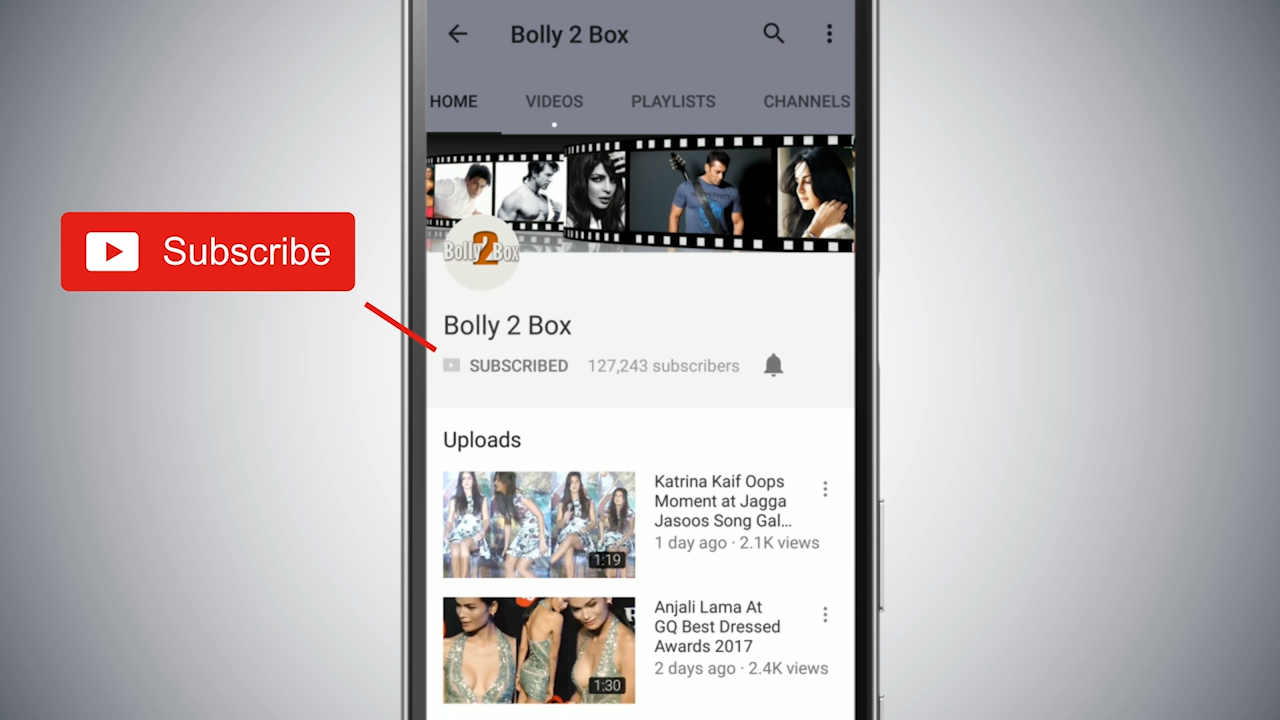 Bolly 2 Box
HOME VIDEOS PLAYLISTS CHANNELS
Bolly2Box
Subscribe
Bolly 2 Box
SUBSCRIBED 127,243 subscribers
Uploads
Katrina Kaif Oops
Moment at Jagga
Jasoos Song Gal...
1 day ago · 2.1K views
1:19
Anjali Lama At
GQ Best Dressed
Awards 2017
2 days ago · 2.4K views
1:30